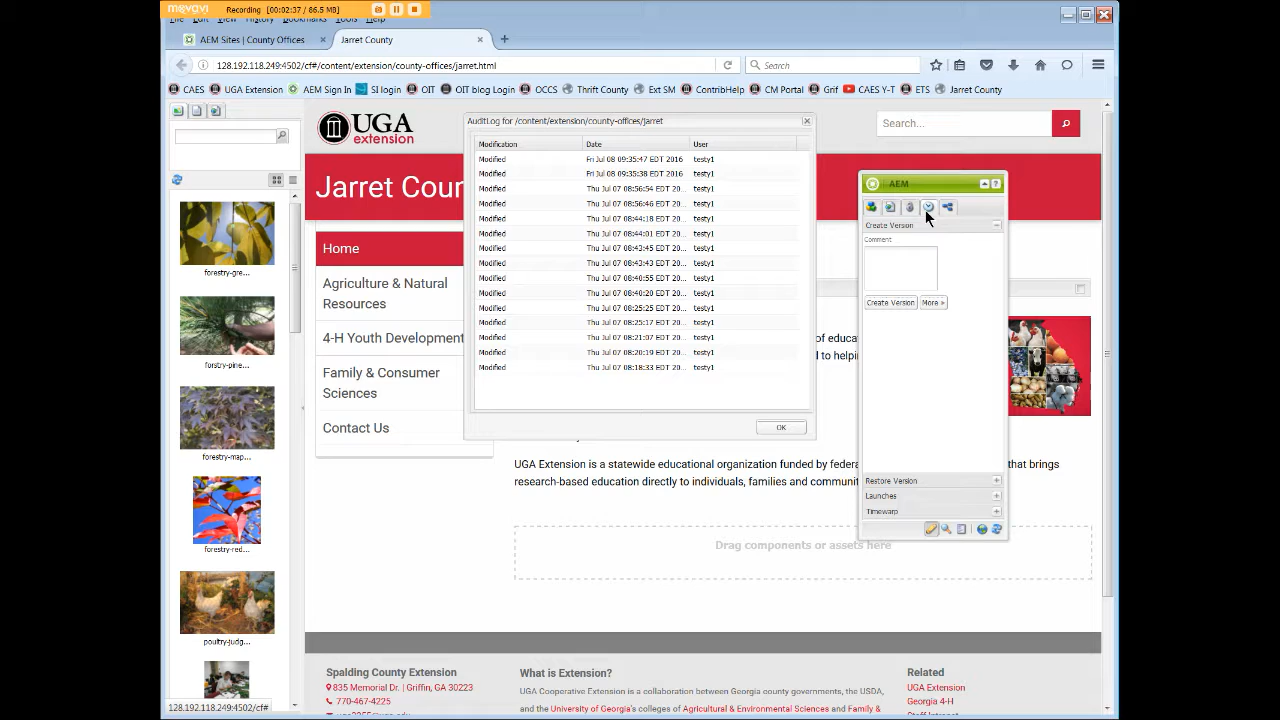 movavi
Recording [00:02:37 / 86.5 MB]
File Edit View History Bookmarks Tools Help
AEM Sites | County Offices
Jarret County
128.192.118.249:4502/cf#/content/extension/county-offices/jarret.html
Search
CAES UGA Extension AEM Sign In SI login OIT OIT blog Login OCCS Thrift County Ext SM ContribHelp CM Portal Grif CAES Y-T ETS Jarret County
UGA
extension
Search...
Jarret Coun
Home
Agriculture & Natural
Resources
4-H Youth Development
Family & Consumer
Sciences
Contact Us
forestry-gre...
forstry-pine...
forestry-map...
forestry-red...
poultry-judg...
AuditLog for /content/extension/county-offices/jarret
Modification Date User
Modified Fri Jul 08 09:35:47 EDT 2016 testy1
Modified Fri Jul 08 09:35:38 EDT 2016 testy1
Modified Thu Jul 07 08:56:54 EDT 20... testy1
Modified Thu Jul 07 08:56:46 EDT 20... testy1
Modified Thu Jul 07 08:44:18 EDT 20... testy1
Modified Thu Jul 07 08:44:01 EDT 20... testy1
Modified Thu Jul 07 08:43:45 EDT 20... testy1
Modified Thu Jul 07 08:43:43 EDT 20... testy1
Modified Thu Jul 07 08:40:55 EDT 20... testy1
Modified Thu Jul 07 08:40:20 EDT 20... testy1
Modified Thu Jul 07 08:25:25 EDT 20... testy1
Modified Thu Jul 07 08:25:17 EDT 20... testy1
Modified Thu Jul 07 08:21:07 EDT 20... testy1
Modified Thu Jul 07 08:20:19 EDT 20... testy1
Modified Thu Jul 07 08:18:33 EDT 20... testy1
OK
AEM
Create Version
Comment:
Create Version More »
Restore Version
Launches
Timewarp
of educa
to helpin
UGA Extension is a statewide educational organization funded by federa that brings
research-based education directly to individuals, families and communi
Drag components or assets here
Spalding County Extension
835 Memorial Dr. | Griffin, GA 30223
770-467-4225
What is Extension?
UGA Cooperative Extension is a collaboration between Georgia county governments, the USDA,
and the University of Georgia's colleges of Agricultural & Environmental Sciences and Family &
Related
UGA Extension
Georgia 4-H
128.192.118.249:4502/cf#